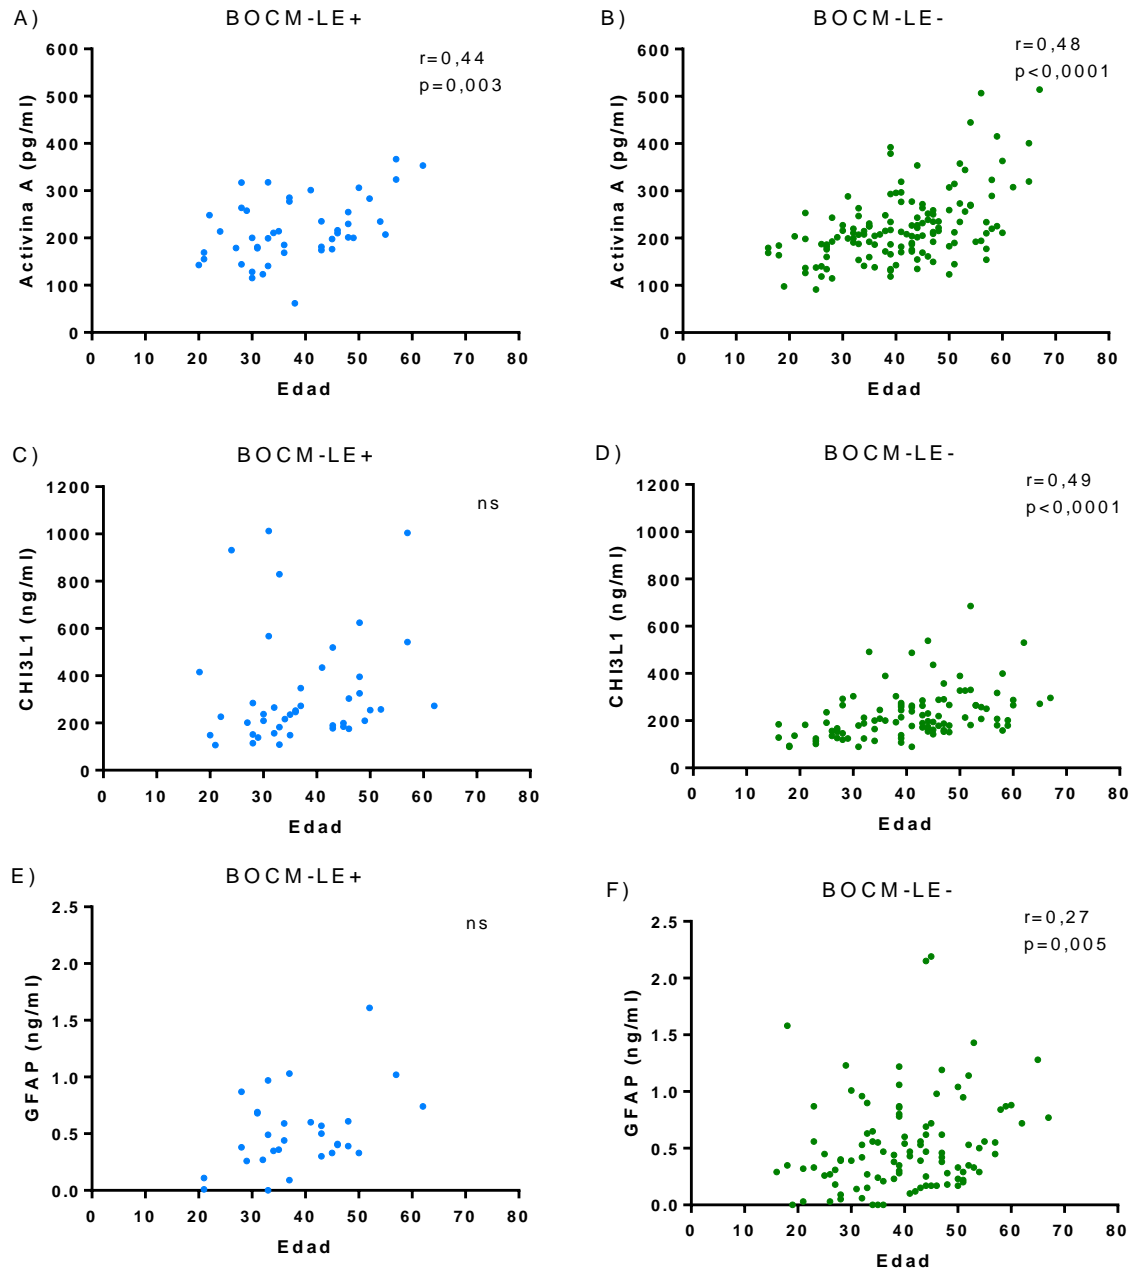 A)
BOCM-LE+
r=0,44
p=0,003
Activina A (pg/ml)
600
500
400
300
200
100
0
0 10 20 30 40 50 60 70 80
Edad
B)
BOCM-LE-
r=0,48
p<0,0001
Activina A (pg/ml)
600
500
400
300
200
100
0
0 10 20 30 40 50 60 70 80
Edad
C)
BOCM-LE+
ns
CHI3L1 (ng/ml)
1200
1000
800
600
400
200
0
0 10 20 30 40 50 60 70 80
Edad
D)
BOCM-LE-
r=0,49
p<0,0001
CHI3L1 (ng/ml)
1200
1000
800
600
400
200
0
0 10 20 30 40 50 60 70 80
Edad
E)
BOCM-LE+
ns
GFAP (ng/ml)
2.5
2.0
1.5
1.0
0.5
0.0
0 10 20 30 40 50 60 70 80
Edad
F)
BOCM-LE-
r=0,27
p=0,005
GFAP (ng/ml)
2.5
2.0
1.5
1.0
0.5
0.0
0 10 20 30 40 50 60 70 80
Edad